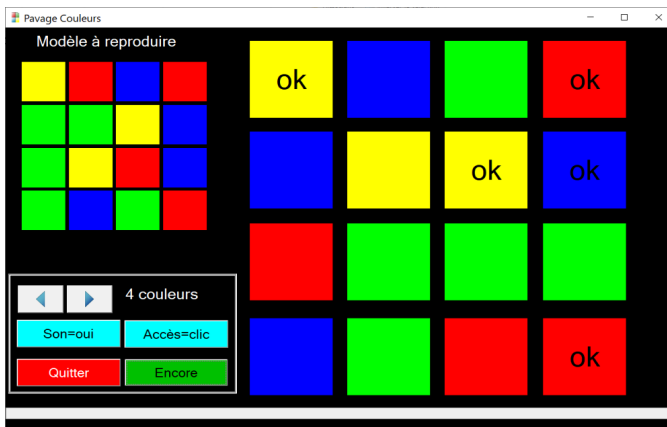 Pavage Couleurs
Modèle à reproduire
ok
ok
ok
ok
ok
4 couleurs
Son=oui
Accès=clic
Quitter
Encore